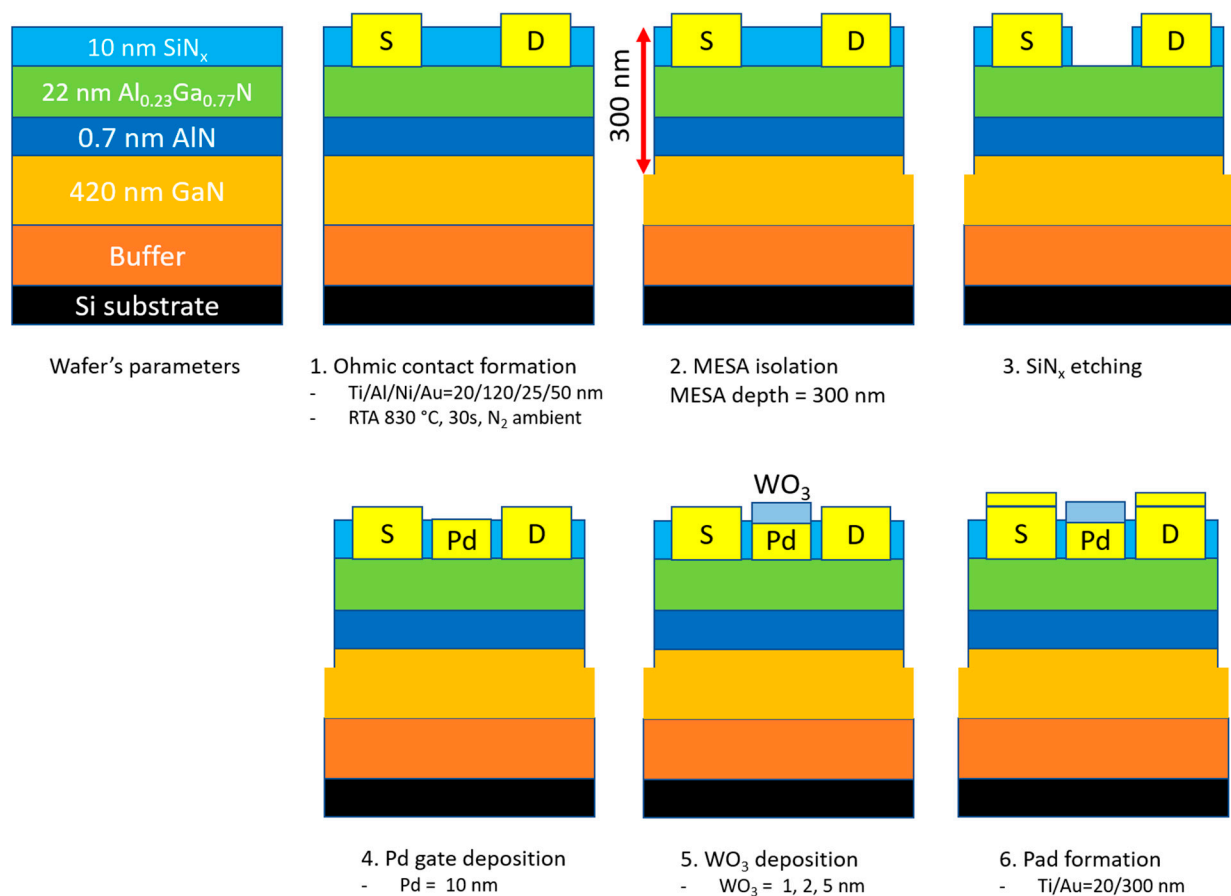 10 nm SiNx
22 nm Al0.23Ga0.77N
0.7 nm AlN
420 nm GaN
Buffer
Si substrate
Wafer's parameters
S D
1. Ohmic contact formation
- Ti/Al/Ni/Au=20/120/25/50 nm
- RTA 830 °C, 30s, N2 ambient
300 nm
S D
2. MESA isolation
MESA depth = 300 nm
S D
3. SiNx etching
S Pd D
4. Pd gate deposition
- Pd = 10 nm
WO3
S Pd D
5. WO3 deposition
- WO3 = 1, 2, 5 nm
S Pd D
6. Pad formation
- Ti/Au=20/300 nm